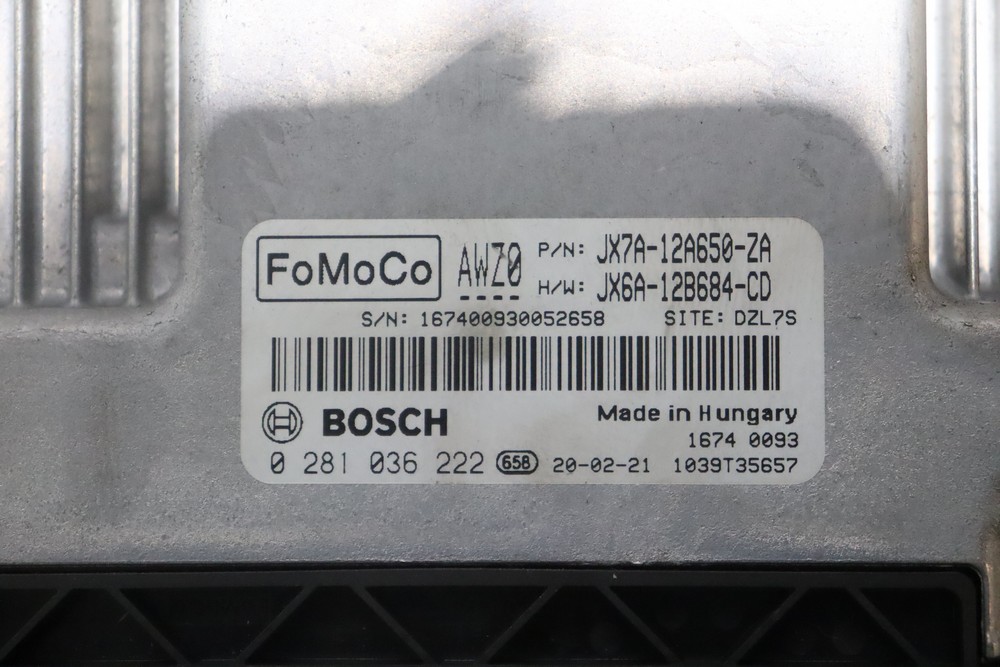 FoMoCo AWZ0 P/N: JX7A-12A650-ZA
H/W: JX6A-12B684-CD
S/N: 167400930052658 SITE: DZL7S
BOSCH Made in Hungary
1674 0093
0 281 036 222 658 20-02-21 1039T35657